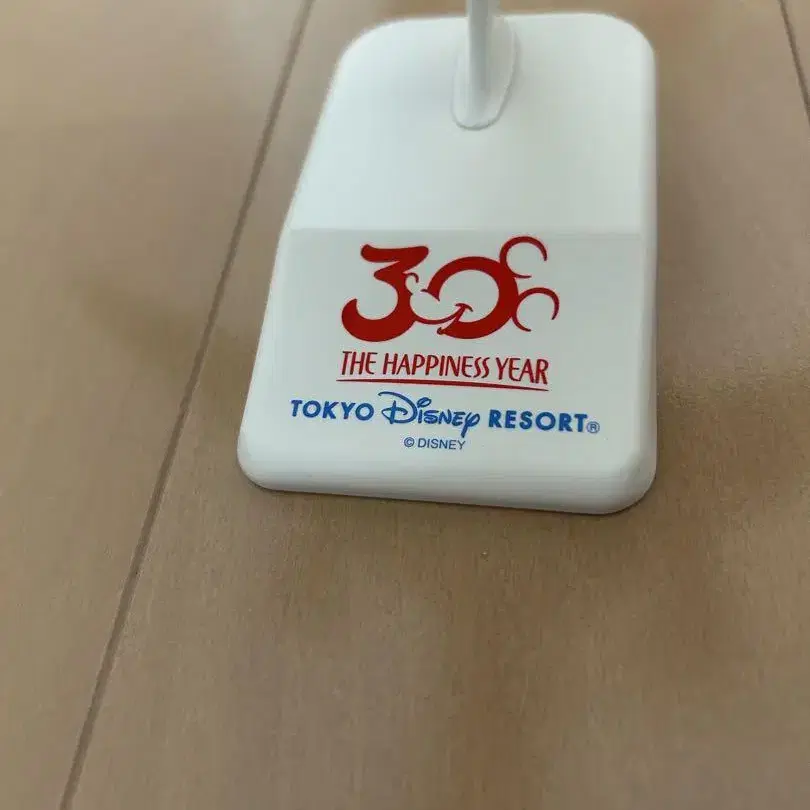 30
THE HAPPINESS YEAR
TOKYO Disney RESORT®
© DISNEY